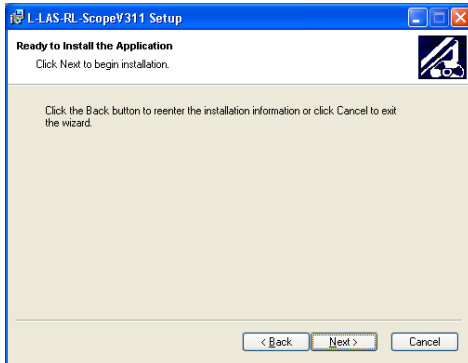 L-LAS-RL-ScopeV311 Setup
Ready to Install the Application
Click Next to begin installation.
Click the Back button to reenter the installation information or click Cancel to exit
the wizard.
< Back Next > Cancel